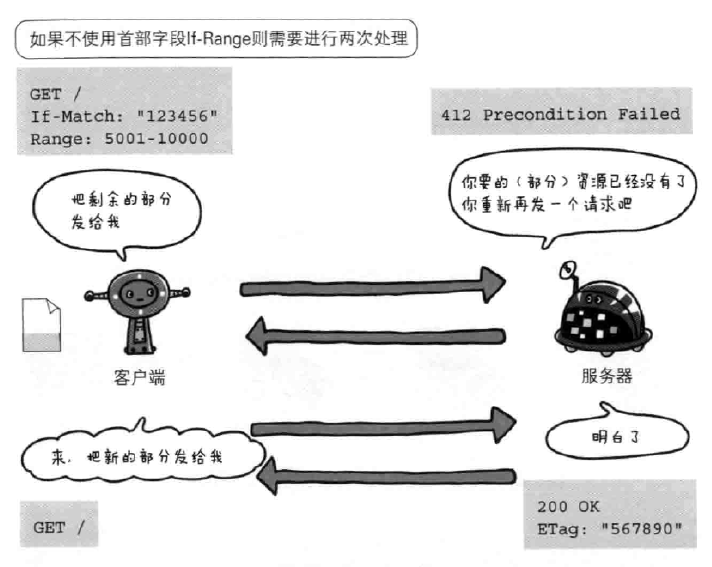 如果不使用首部字段If-Range则需要进行两次处理
GET /
If-Match: "123456"
Range: 5001-10000
412 Precondition Failed
把剩余的部分
发给我
你要的（部分）资源已经没有了
你重新再发一个请求吧
客户端
服务器
来，把新的部分发给我
明白了
GET /
200 OK
ETag: "567890"